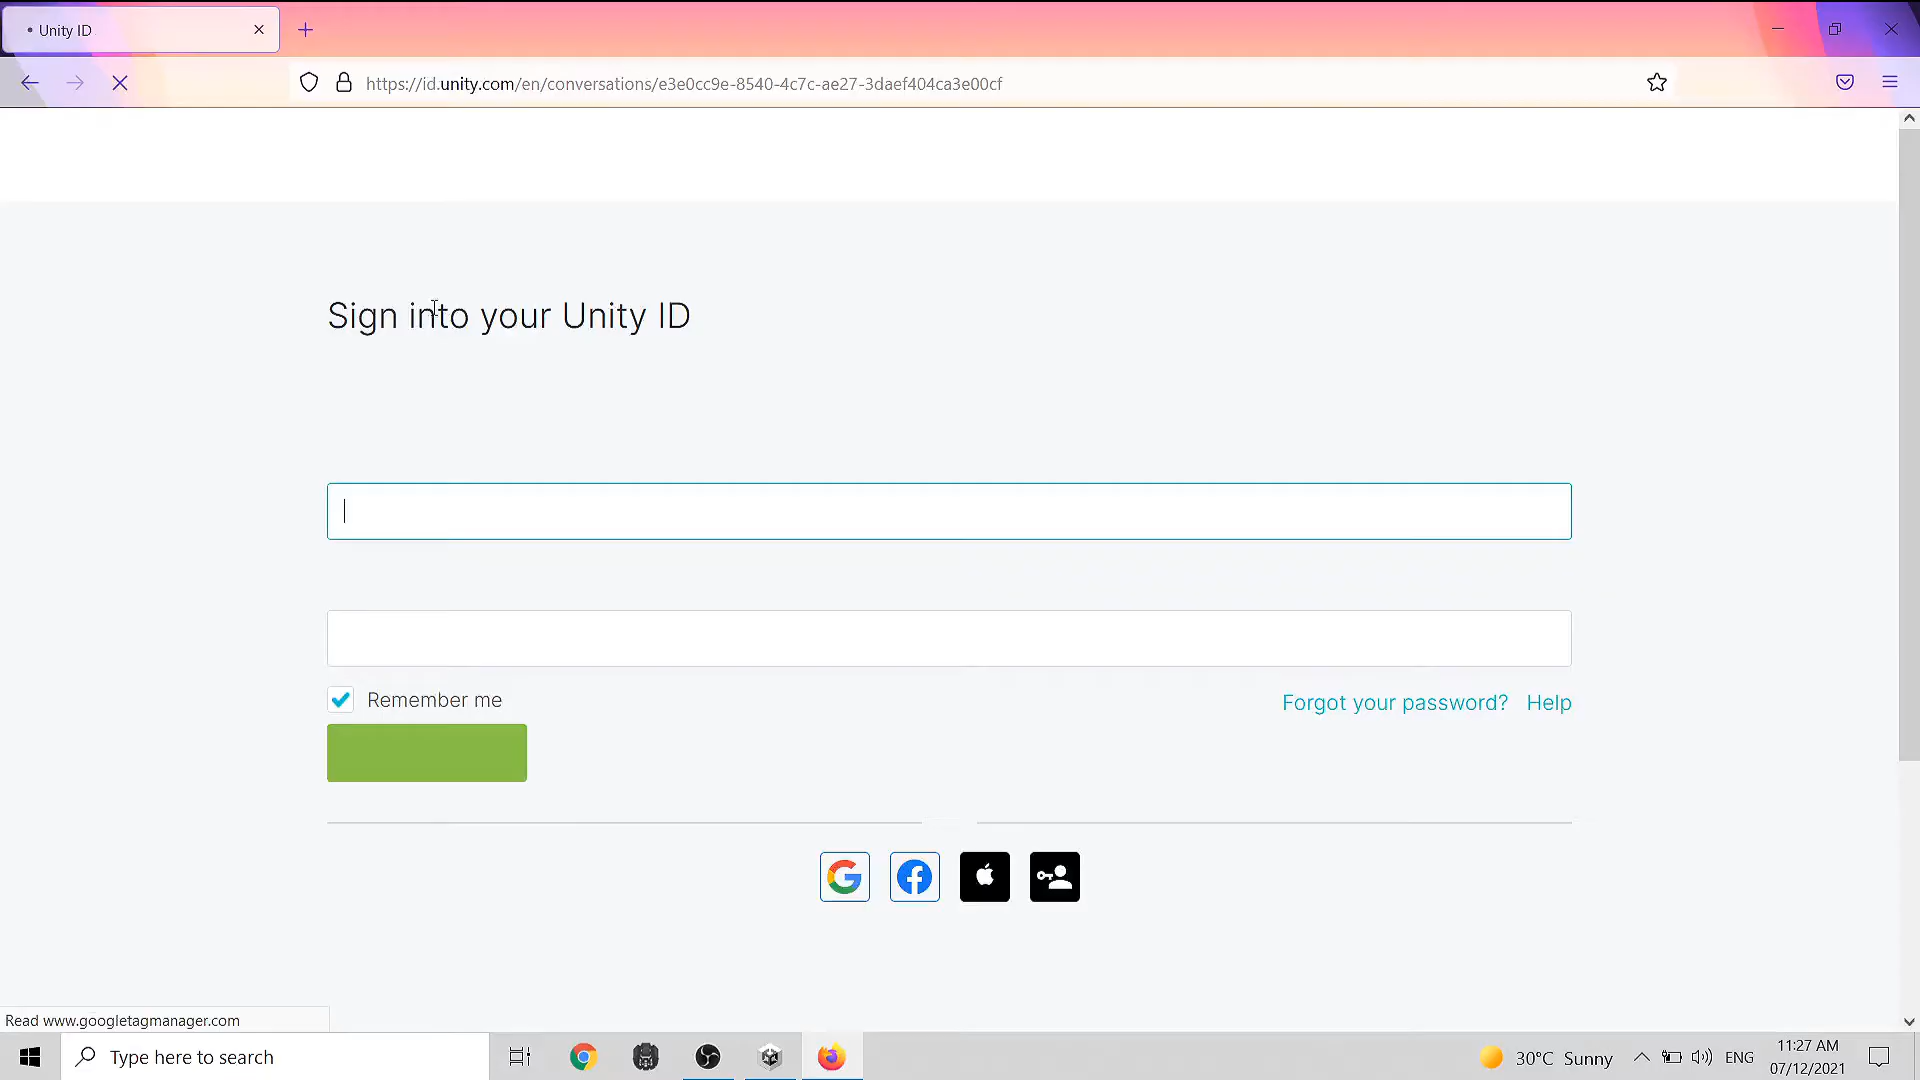 Unity ID
https://id.unity.com/en/conversations/e3e0cc9e-8540-4c7c-ae27-3daef404ca3e00cf
Sign into your Unity ID
Remember me
Forgot your password? Help
Read www.googletagmanager.com
Type here to search
30°C Sunny
ENG
11:27 AM
07/12/2021